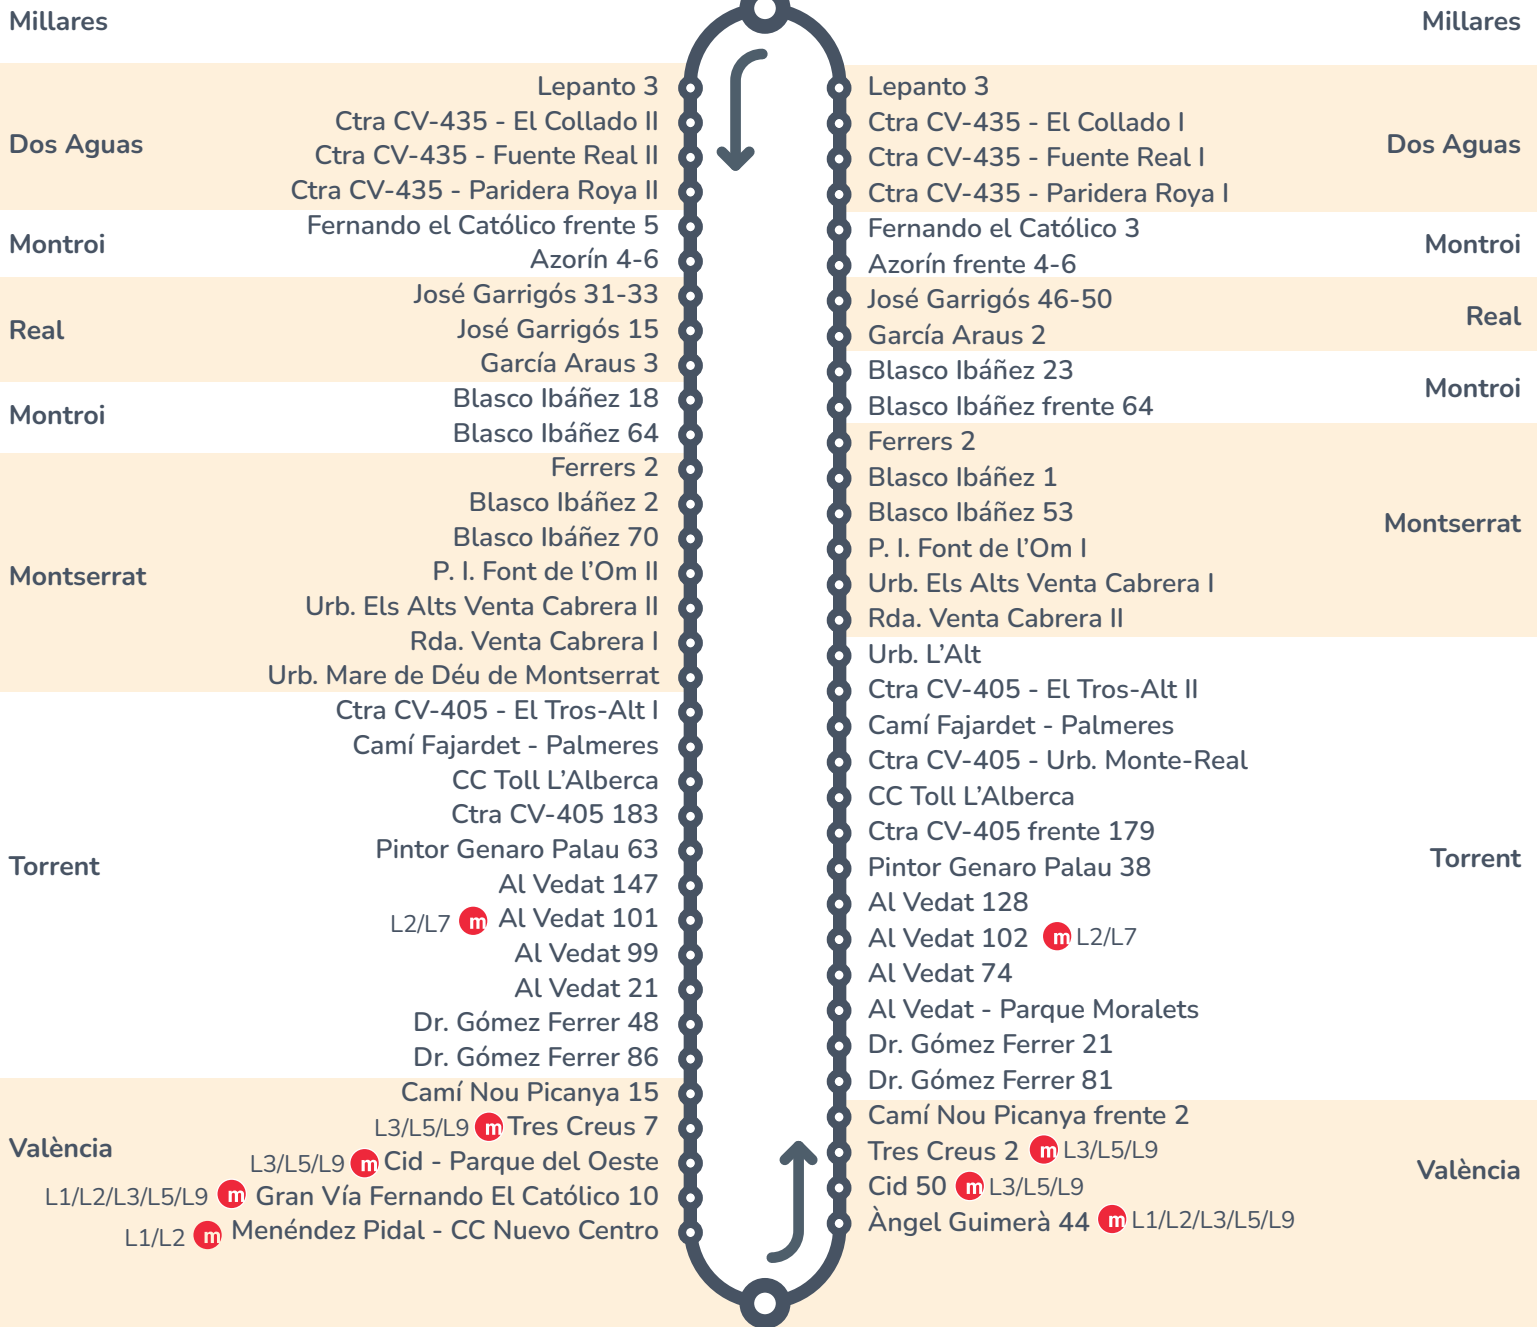 Millares
Dos Aguas
Lepanto 3
Ctra CV-435 - El Collado II
Ctra CV-435 - Fuente Real II
Ctra CV-435 - Paridera Roya II
Montroi
Fernando el Católico frente 5
Azorín 4-6
Real
José Garrigós 31-33
José Garrigós 15
García Araus 3
Montroi
Blasco Ibáñez 18
Blasco Ibáñez 64
Montserrat
Ferrers 2
Blasco Ibáñez 2
Blasco Ibáñez 70
P. I. Font de l’Om II
Urb. Els Alts Venta Cabrera II
Rda. Venta Cabrera I
Urb. Mare de Déu de Montserrat
Torrent
Ctra CV-405 - El Tros-Alt I
Camí Fajardet - Palmeres
CC Toll L’Alberca
Ctra CV-405 183
Pintor Genaro Palau 63
Al Vedat 147
L2/L7 m Al Vedat 101
Al Vedat 99
Al Vedat 21
Dr. Gómez Ferrer 48
Dr. Gómez Ferrer 86
València
Camí Nou Picanya 15
L3/L5/L9 m Tres Creus 7
L3/L5/L9 m Cid - Parque del Oeste
L1/L2/L3/L5/L9 m Gran Vía Fernando El Católico 10
L1/L2 m Menéndez Pidal - CC Nuevo Centro
Millares
Lepanto 3
Ctra CV-435 - El Collado I
Ctra CV-435 - Fuente Real I
Ctra CV-435 - Paridera Roya I
Dos Aguas
Fernando el Católico 3
Azorín frente 4-6
Montroi
José Garrigós 46-50
García Araus 2
Real
Blasco Ibáñez 23
Blasco Ibáñez frente 64
Montroi
Ferrers 2
Blasco Ibáñez 1
Blasco Ibáñez 53
P. I. Font de l’Om I
Urb. Els Alts Venta Cabrera I
Rda. Venta Cabrera II
Montserrat
Urb. L’Alt
Ctra CV-405 - El Tros-Alt II
Camí Fajardet - Palmeres
Ctra CV-405 - Urb. Monte-Real
CC Toll L’Alberca
Ctra CV-405 frente 179
Pintor Genaro Palau 38
Al Vedat 128
Al Vedat 102 m L2/L7
Al Vedat 74
Al Vedat - Parque Moralets
Dr. Gómez Ferrer 21
Dr. Gómez Ferrer 81
Torrent
Camí Nou Picanya frente 2
Tres Creus 2 m L3/L5/L9
Cid 50 m L3/L5/L9
Àngel Guimerà 44 m L1/L2/L3/L5/L9
València